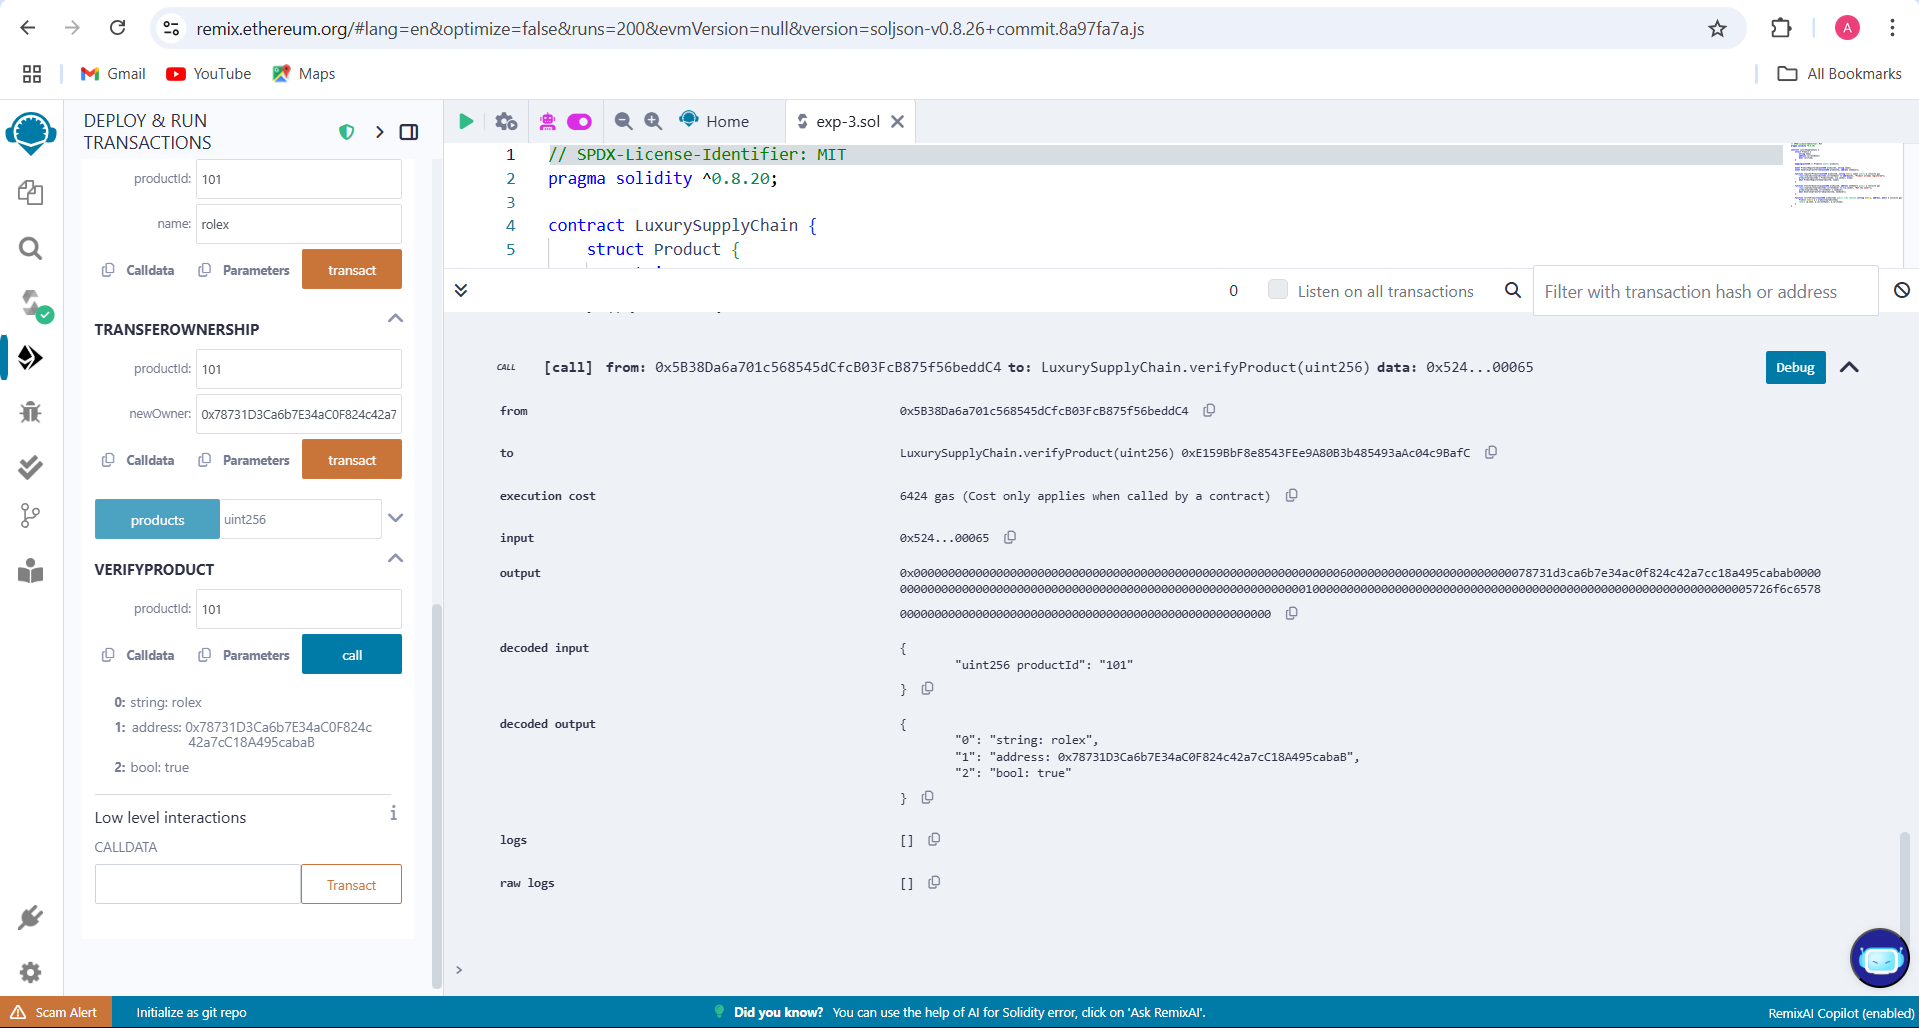 remix.ethereum.org/#lang=en&optimize=false&runs=200&evmVersion=null&version=soljson-v0.8.26+commit.8a97fa7a.js
A
Gmail
YouTube
Maps
All Bookmarks
DEPLOY & RUN
TRANSACTIONS
productId: 101
name: rolex
Calldata Parameters transact
TRANSFEROWNERSHIP
productId: 101
newOwner: 0x78731D3Ca6b7E34aC0F824c42a7
Calldata Parameters transact
products uint256
VERIFYPRODUCT
productId: 101
Calldata Parameters call
0: string: rolex
1: address: 0x78731D3Ca6b7E34aC0F824c
42a7cC18A495cabaB
2: bool: true
Low level interactions
i
CALLDATA
Transact
Home
exp-3.sol
1 // SPDX-License-Identifier: MIT
2 pragma solidity ^0.8.20;
3
4 contract LuxurySupplyChain {
5 struct Product {
0
Listen on all transactions
Filter with transaction hash or address
CALL [call] from: 0x5B38Da6a701c568545dCfcB03FcB875f56beddC4 to: LuxurySupplyChain.verifyProduct(uint256) data: 0x524...00065
Debug
from 0x5B38Da6a701c568545dCfcB03FcB875f56beddC4
to LuxurySupplyChain.verifyProduct(uint256) 0xE159BbF8e8543FEe9A80B3b485493aAc04c9BafC
execution cost 6424 gas (Cost only applies when called by a contract)
input 0x524...00065
output
decoded input {
"uint256 productId": "101"
}
decoded output {
"0": "string: rolex",
"1": "address: 0x78731D3Ca6b7E34aC0F824c42a7cC18A495cabaB",
"2": "bool: true"
}
logs []
raw logs []
>
Scam Alert
Initialize as git repo
Did you know? You can use the help of AI for Solidity error, click on 'Ask RemixAI'.
RemixAI Copilot (enabled)